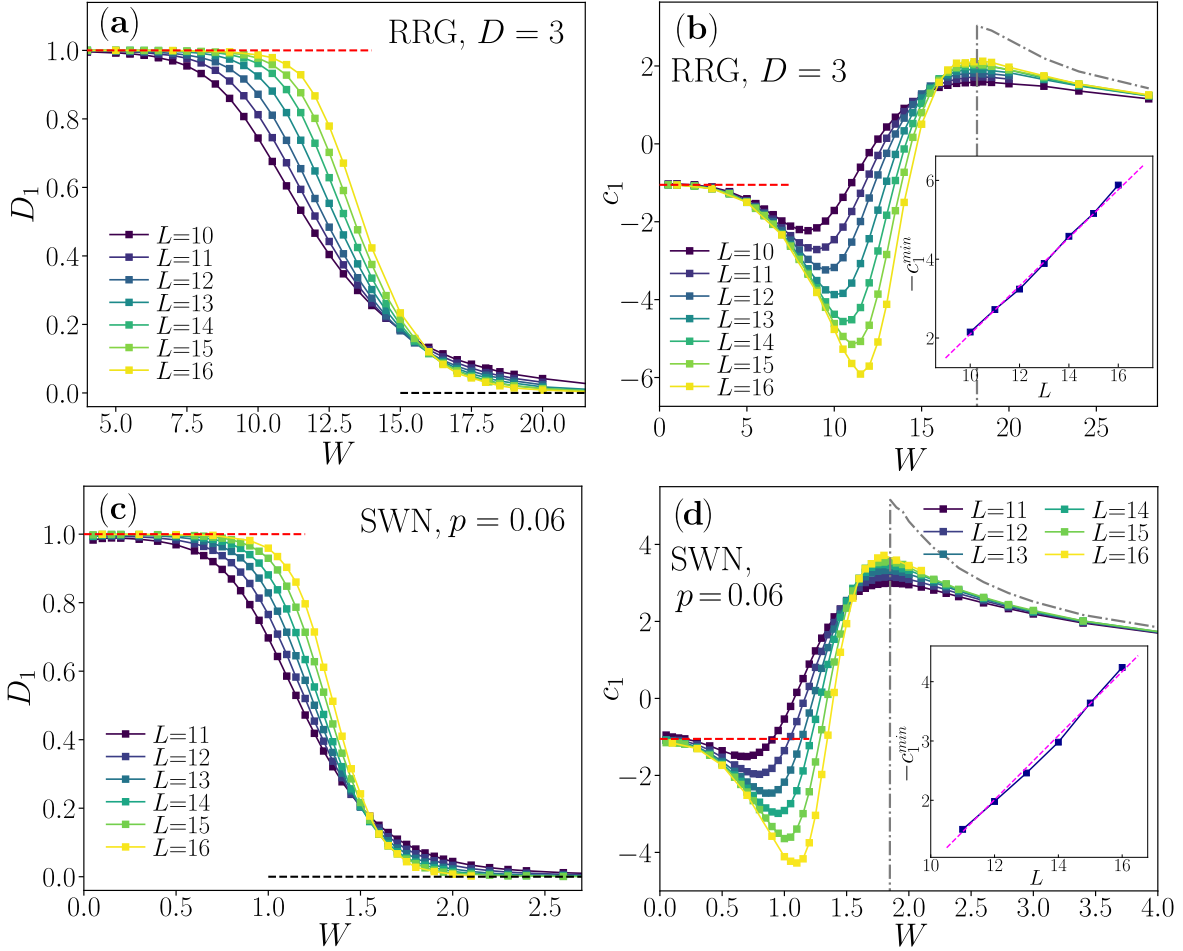 (a)
RRG, D = 3
1.0
0.8
0.6
0.4
0.2
0.0
D₁
L=10
L=11
L=12
L=13
L=14
L=15
L=16
5.0 7.5 10.0 12.5 15.0 17.5 20.0
W
(b)
RRG, D = 3
2
0
−2
−4
−6
c₁
L=10
L=11
L=12
L=13
L=14
L=15
L=16
0 5 10 15 20 25
W
6
4
2
−c₁ᵐⁱⁿ
10 12 14 16
L
(c)
SWN, p = 0.06
1.0
0.8
0.6
0.4
0.2
0.0
D₁
L=11
L=12
L=13
L=14
L=15
L=16
0.0 0.5 1.0 1.5 2.0 2.5
W
(d)
SWN,
p = 0.06
L=11 L=14
L=12 L=15
L=13 L=16
4
2
0
−2
−4
c₁
0.0 0.5 1.0 1.5 2.0 2.5 3.0 3.5 4.0
W
4
3
2
−c₁ᵐⁱⁿ
10 12 14 16
L